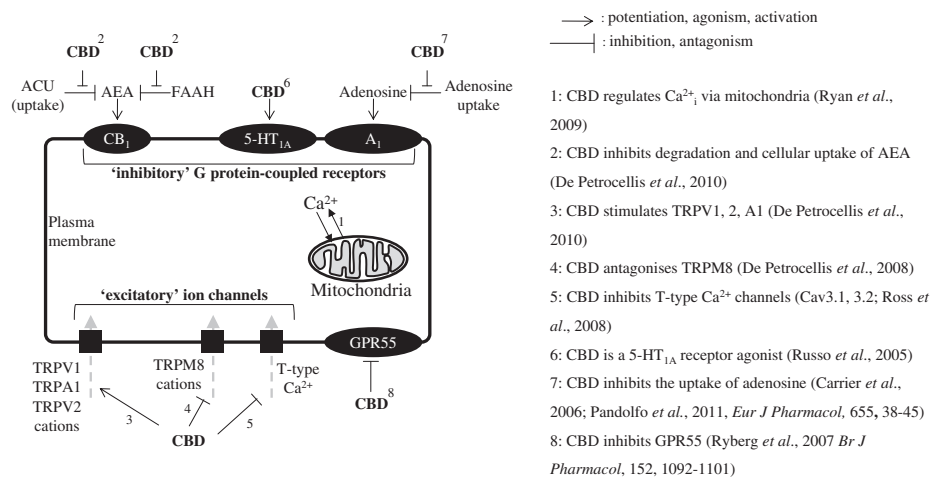 CBD2
CBD2
CBD7
ACU
(uptake)
AEA
FAAH
CBD6
Adenosine
Adenosine
uptake
CB1
5-HT1A
A1
'inhibitory' G protein-coupled receptors
Ca2+
1
Plasma
membrane
Mitochondria
'excitatory' ion channels
GPR55
TRPV1
TRPA1
TRPV2
cations
TRPM8
cations
T-type
Ca2+
CBD8
3
4
5
CBD
: potentiation, agonism, activation
: inhibition, antagonism
1: CBD regulates Ca2+i via mitochondria (Ryan et al.,
2009)
2: CBD inhibits degradation and cellular uptake of AEA
(De Petrocellis et al., 2010)
3: CBD stimulates TRPV1, 2, A1 (De Petrocellis et al.,
2010)
4: CBD antagonises TRPM8 (De Petrocellis et al., 2008)
5: CBD inhibits T-type Ca2+ channels (Cav3.1, 3.2; Ross et
al., 2008)
6: CBD is a 5-HT1A receptor agonist (Russo et al., 2005)
7: CBD inhibits the uptake of adenosine (Carrier et al.,
2006; Pandolfo et al., 2011, Eur J Pharmacol, 655, 38-45)
8: CBD inhibits GPR55 (Ryberg et al., 2007 Br J
Pharmacol, 152, 1092-1101)